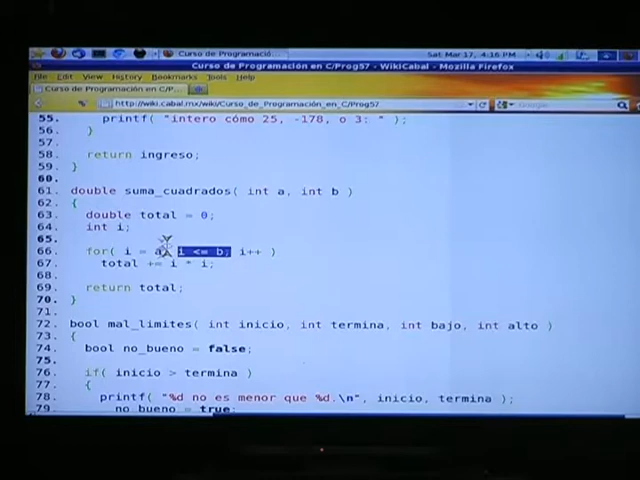 Curso de Programació...
Sat Mar 17, 4:16 PM
Curso de Programación en C/Prog57 - WikiCabal - Mozilla Firefox
File Edit View History Bookmarks Tools Help
Curso de Programación en C/P...
http://wiki.cabal.mx/wiki/Curso_de_Programación_en_C/Prog57
Google
55. printf( "intero cómo 25, -178, o 3: " );
56. }
57.
58. return ingreso;
59. }
60.
61. double suma_cuadrados( int a, int b )
62. {
63. double total = 0;
64. int i;
65.
66. for( i = a; i <= b; i++ )
67. total += i * i;
68.
69. return total;
70. }
71.
72. bool mal_limites( int inicio, int termina, int bajo, int alto )
73. {
74. bool no_bueno = false;
75.
76. if( inicio > termina )
77. {
78. printf( "%d no es menor que %d.\n", inicio, termina );
79. no_bueno = true;